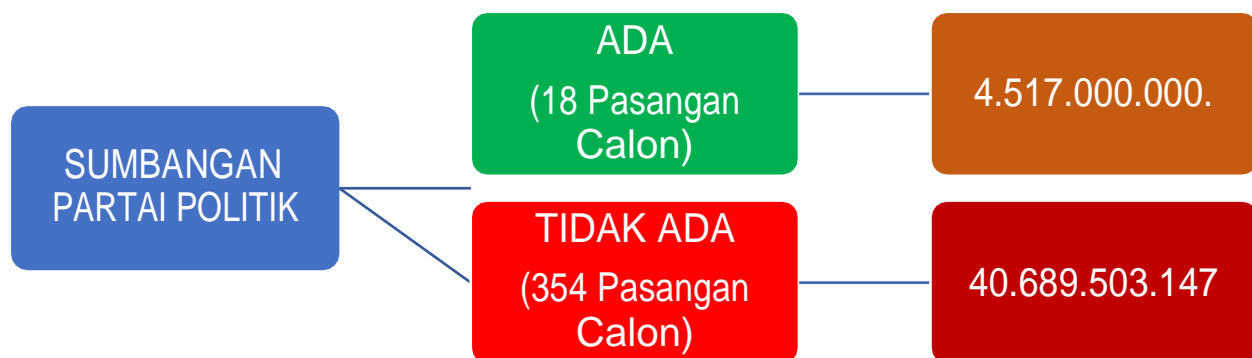 SUMBANGAN
PARTAI POLITIK
ADA
(18 Pasangan
Calon)
4.517.000.000.
TIDAK ADA
(354 Pasangan
Calon)
40.689.503.147